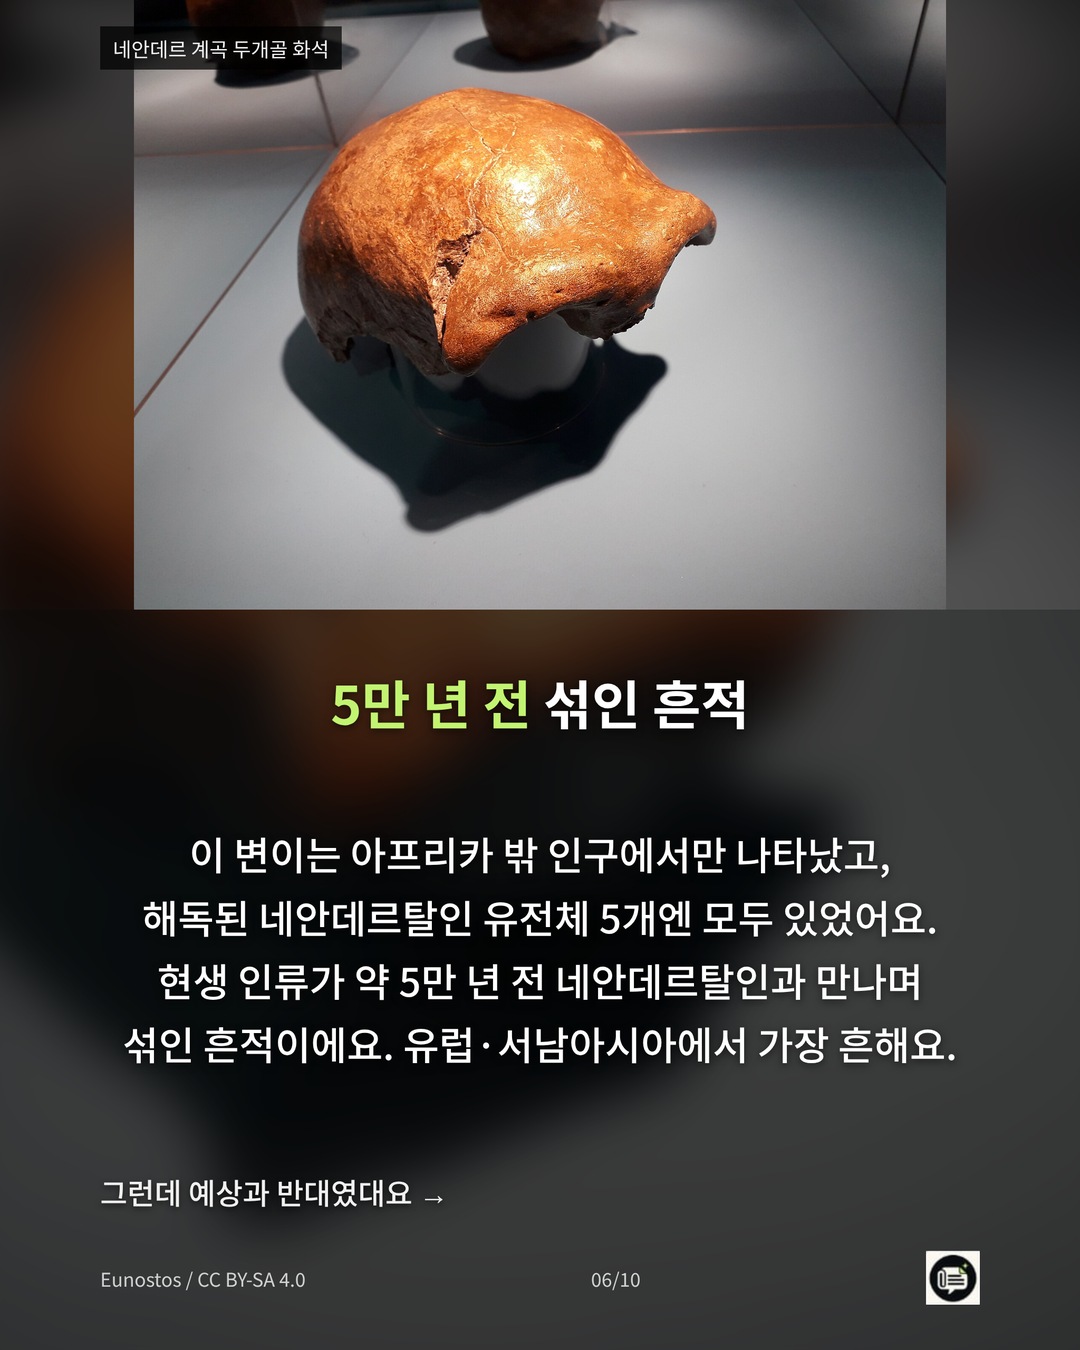 네안데르 계곡 두개골 화석
5만 년 전 섞인 흔적
이 변이는 아프리카 밖 인구에서만 나타났고,
해독된 네안데르탈인 유전체 5개엔 모두 있었어요.
현생 인류가 약 5만 년 전 네안데르탈인과 만나며
섞인 흔적이에요. 유럽·서남아시아에서 가장 흔해요.
그런데 예상과 반대였대요 →
Eunostos / CC BY-SA 4.0
06/10